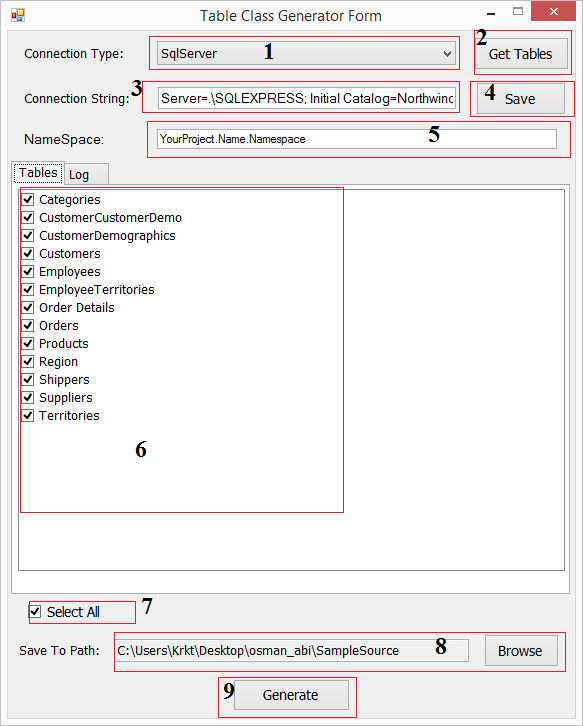 Table Class Generator Form
Connection Type: SqlServer 1 2 Get Tables
Connection String: 3 Server=.\SQLEXPRESS; Initial Catalog=Northwind 4 Save
NameSpace: YourProject.Name.Namespace 5
Tables Log
Categories
CustomerCustomerDemo
CustomerDemographics
Customers
Employees
EmployeeTerritories
Order Details
Orders
Products
Region
Shippers
Suppliers
Territories
6
Select All 7
Save To Path: C:\Users\Krkt\Desktop\osman_abi\SampleSource 8 Browse
9 Generate